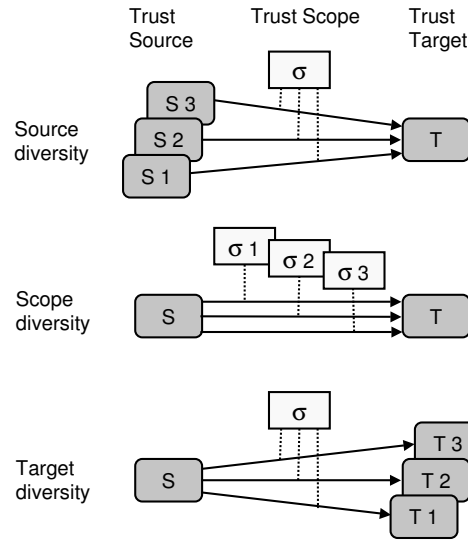 Trust
Source
Trust Scope
Trust
Target
σ
S 3
S 2
S 1
T
Source
diversity
σ 1
σ 2
σ 3
S
T
Scope
diversity
σ
S
T 3
T 2
T 1
Target
diversity